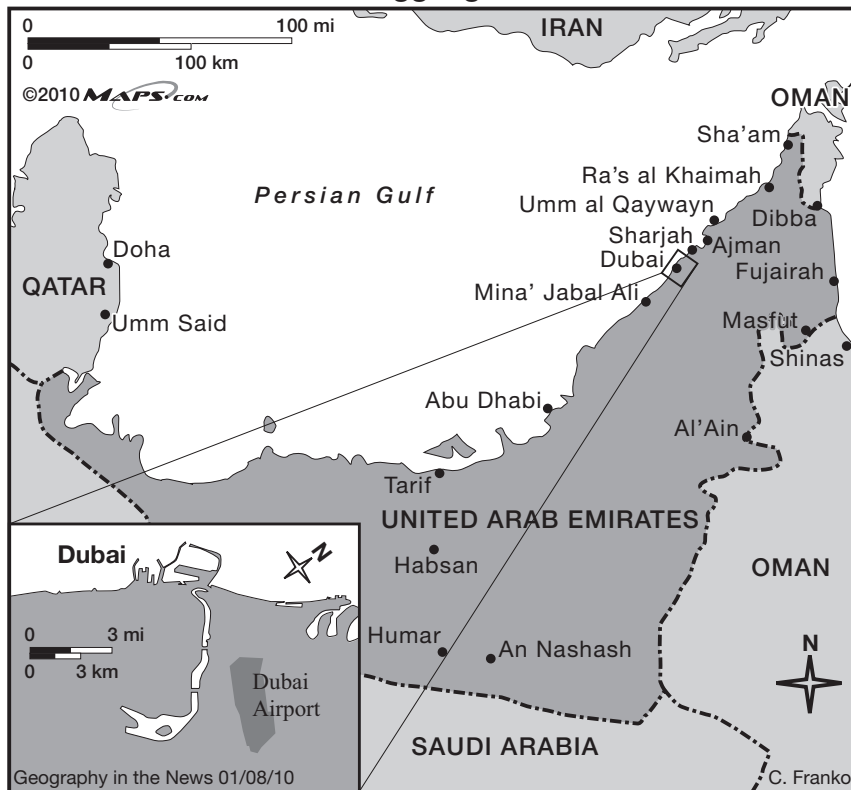 0 100 mi
0 100 km
©2010 MAPS.COM
IRAN
OMAN
Sha'am
Ra's al Khaimah
Umm al Qaywayn
Dibba
Persian Gulf
Sharjah
Ajman
Doha
Dubai
Fujairah
QATAR
Mina' Jabal Ali
Umm Said
Masfut
Shinas
Abu Dhabi
Al'Ain
Tarif
UNITED ARAB EMIRATES
Habsan
OMAN
Humar
An Nashash
N
SAUDI ARABIA
Dubai
N
0 3 mi
0 3 km
Dubai
Airport
Geography in the News 01/08/10
C. Franko